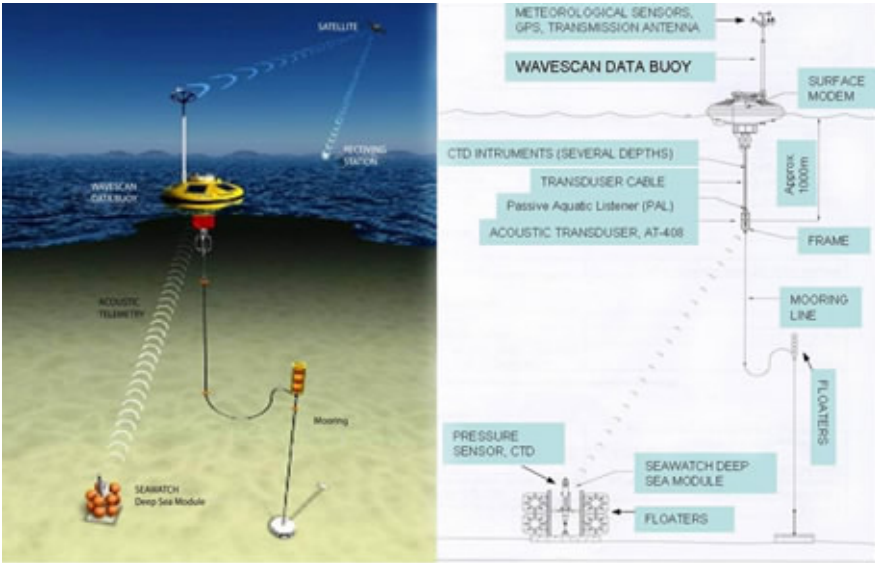 SATELLITE
RECEIVING
STATION
WAVESCAN
DATA BUOY
ACOUSTIC
TELEMETRY
Mooring
SEAWATCH
Deep Sea Module
METEOROLOGICAL SENSORS,
GPS, TRANSMISSION ANTENNA
WAVESCAN DATA BUOY
SURFACE
MODEM
CTD INTRUMENTS (SEVERAL DEPTHS)
TRANSDUSER CABLE
Passive Aquatic Listener (PAL)
ACOUSTIC TRANSDUSER, AT-408
Approx
1000m
FRAME
MOORING
LINE
FLOATERS
PRESSURE
SENSOR, CTD
SEAWATCH DEEP
SEA MODULE
FLOATERS